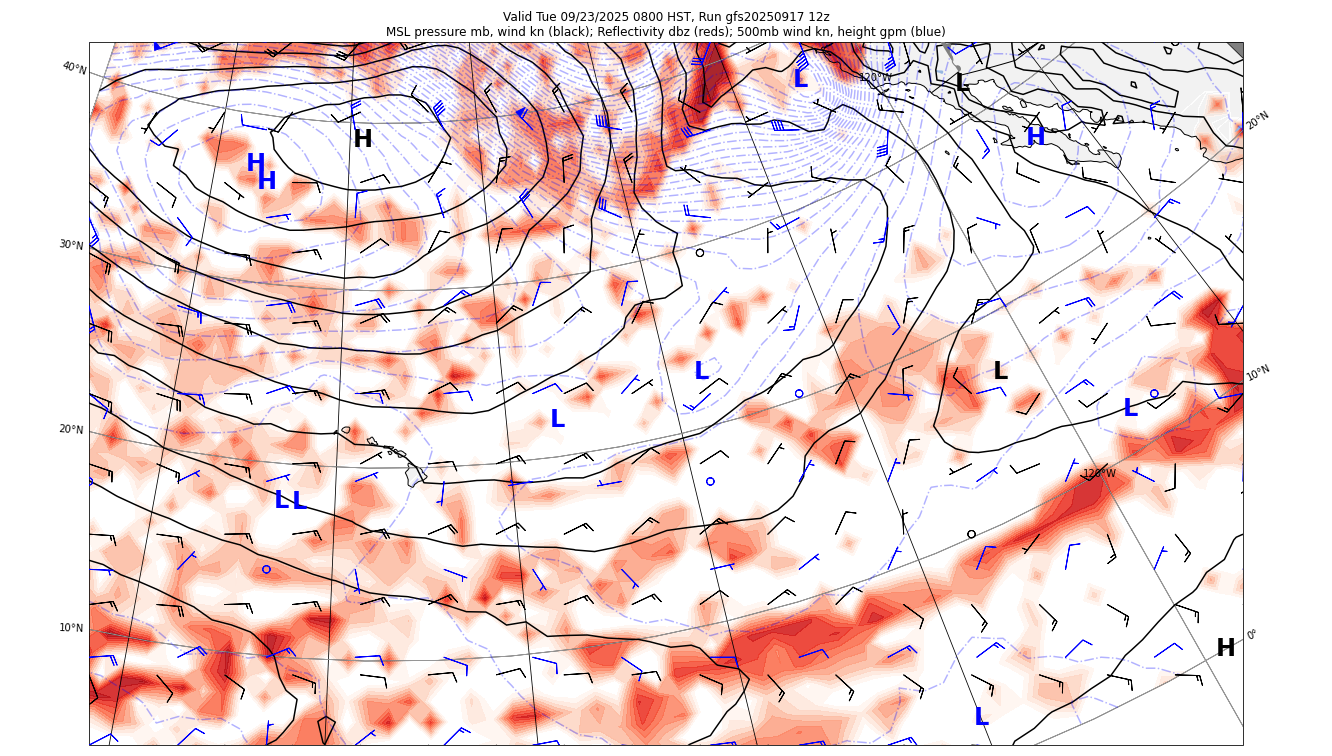 Valid Tue 09/23/2025 0800 HST, Run gfs20250917 12z
MSL pressure mb, wind kn (black); Reflectivity dbz (reds); 500mb wind kn, height gpm (blue)
40°N
120°W
L
L
20°N
H
H
H
H
30°N
L
L
10°N
L
L
20°N
120°W
L L
10°N
0°
H
L